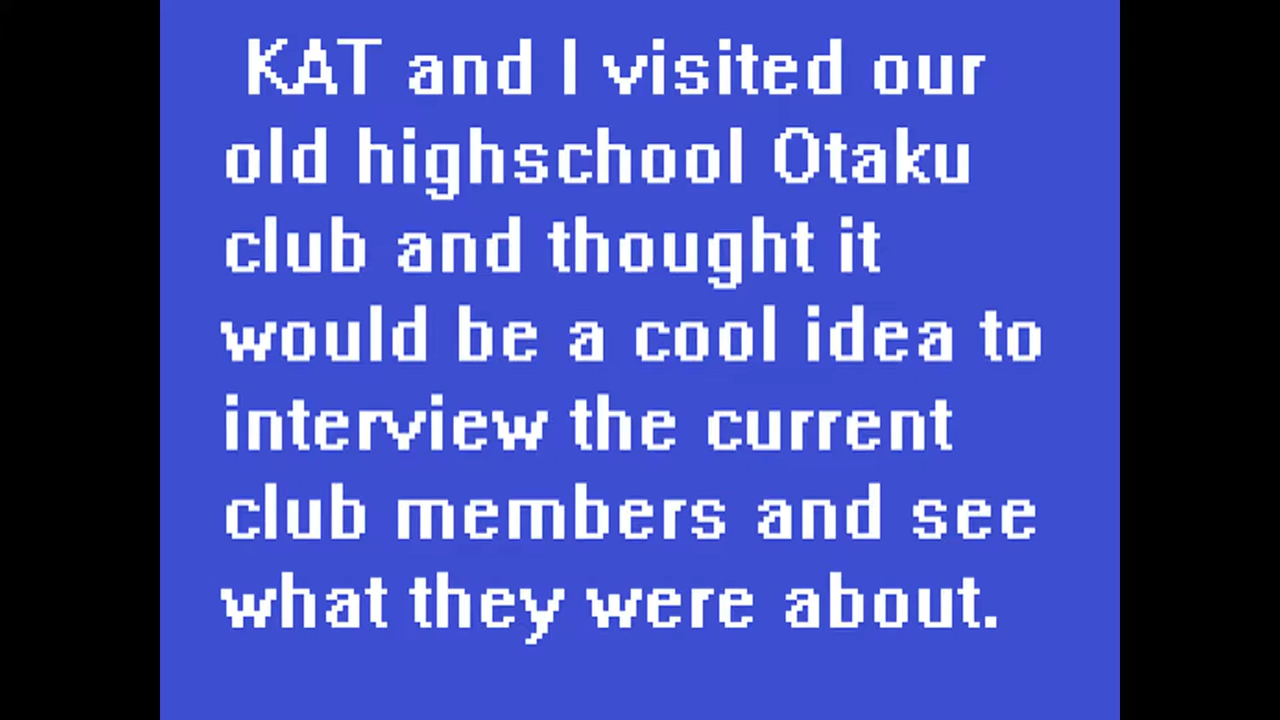 KAT and I visited our
old highschool Otaku
club and thought it
would be a cool idea to
interview the current
club members and see
what they were about.